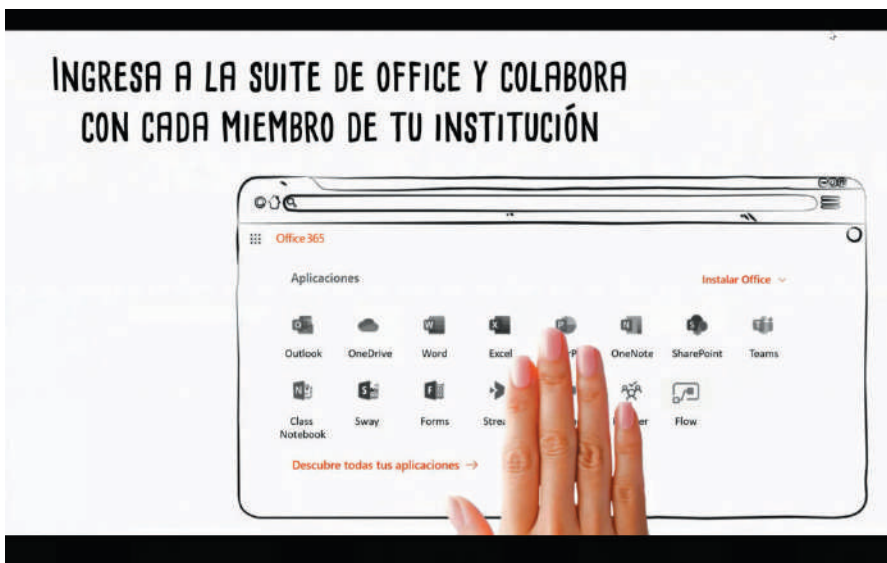 INGRESA A LA SUITE DE OFFICE Y COLABORA
CON CADA MIEMBRO DE TU INSTITUCIÓN
Office 365
Aplicaciones
Instalar Office
Outlook OneDrive Word Excel OneNote SharePoint Teams
Class Notebook Sway Forms Flow
Descubre todas tus aplicaciones →